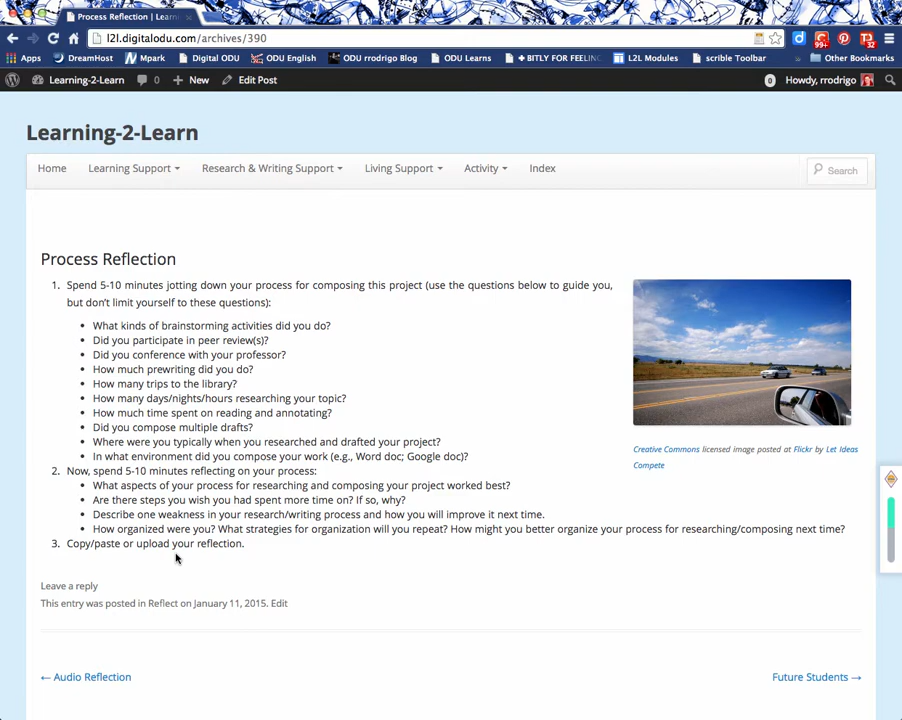 Process Reflection | Learn
l2l.digitalodu.com/archives/390
99+
32
Apps DreamHost Mpark Digital ODU ODU English ODU rrodrigo Blog ODU Learns + BITLY FOR FEELING L2L Modules scrible Toolbar » Other Bookmarks
Learning-2-Learn 0 + New Edit Post 0 Howdy, rrodrigo
Learning-2-Learn
Home Learning Support Research & Writing Support Living Support Activity Index Search
Process Reflection
1. Spend 5-10 minutes jotting down your process for composing this project (use the questions below to guide you,
but don't limit yourself to these questions):
• What kinds of brainstorming activities did you do?
• Did you participate in peer review(s)?
• Did you conference with your professor?
• How much prewriting did you do?
• How many trips to the library?
• How many days/nights/hours researching your topic?
• How much time spent on reading and annotating?
• Did you compose multiple drafts?
• Where were you typically when you researched and drafted your project?
• In what environment did you compose your work (e.g., Word doc; Google doc)?
Creative Commons licensed image posted at Flickr by Let Ideas
Compete
2. Now, spend 5-10 minutes reflecting on your process:
• What aspects of your process for researching and composing your project worked best?
• Are there steps you wish you had spent more time on? If so, why?
• Describe one weakness in your research/writing process and how you will improve it next time.
• How organized were you? What strategies for organization will you repeat? How might you better organize your process for researching/composing next time?
3. Copy/paste or upload your reflection.
Leave a reply
This entry was posted in Reflect on January 11, 2015. Edit
← Audio Reflection Future Students →